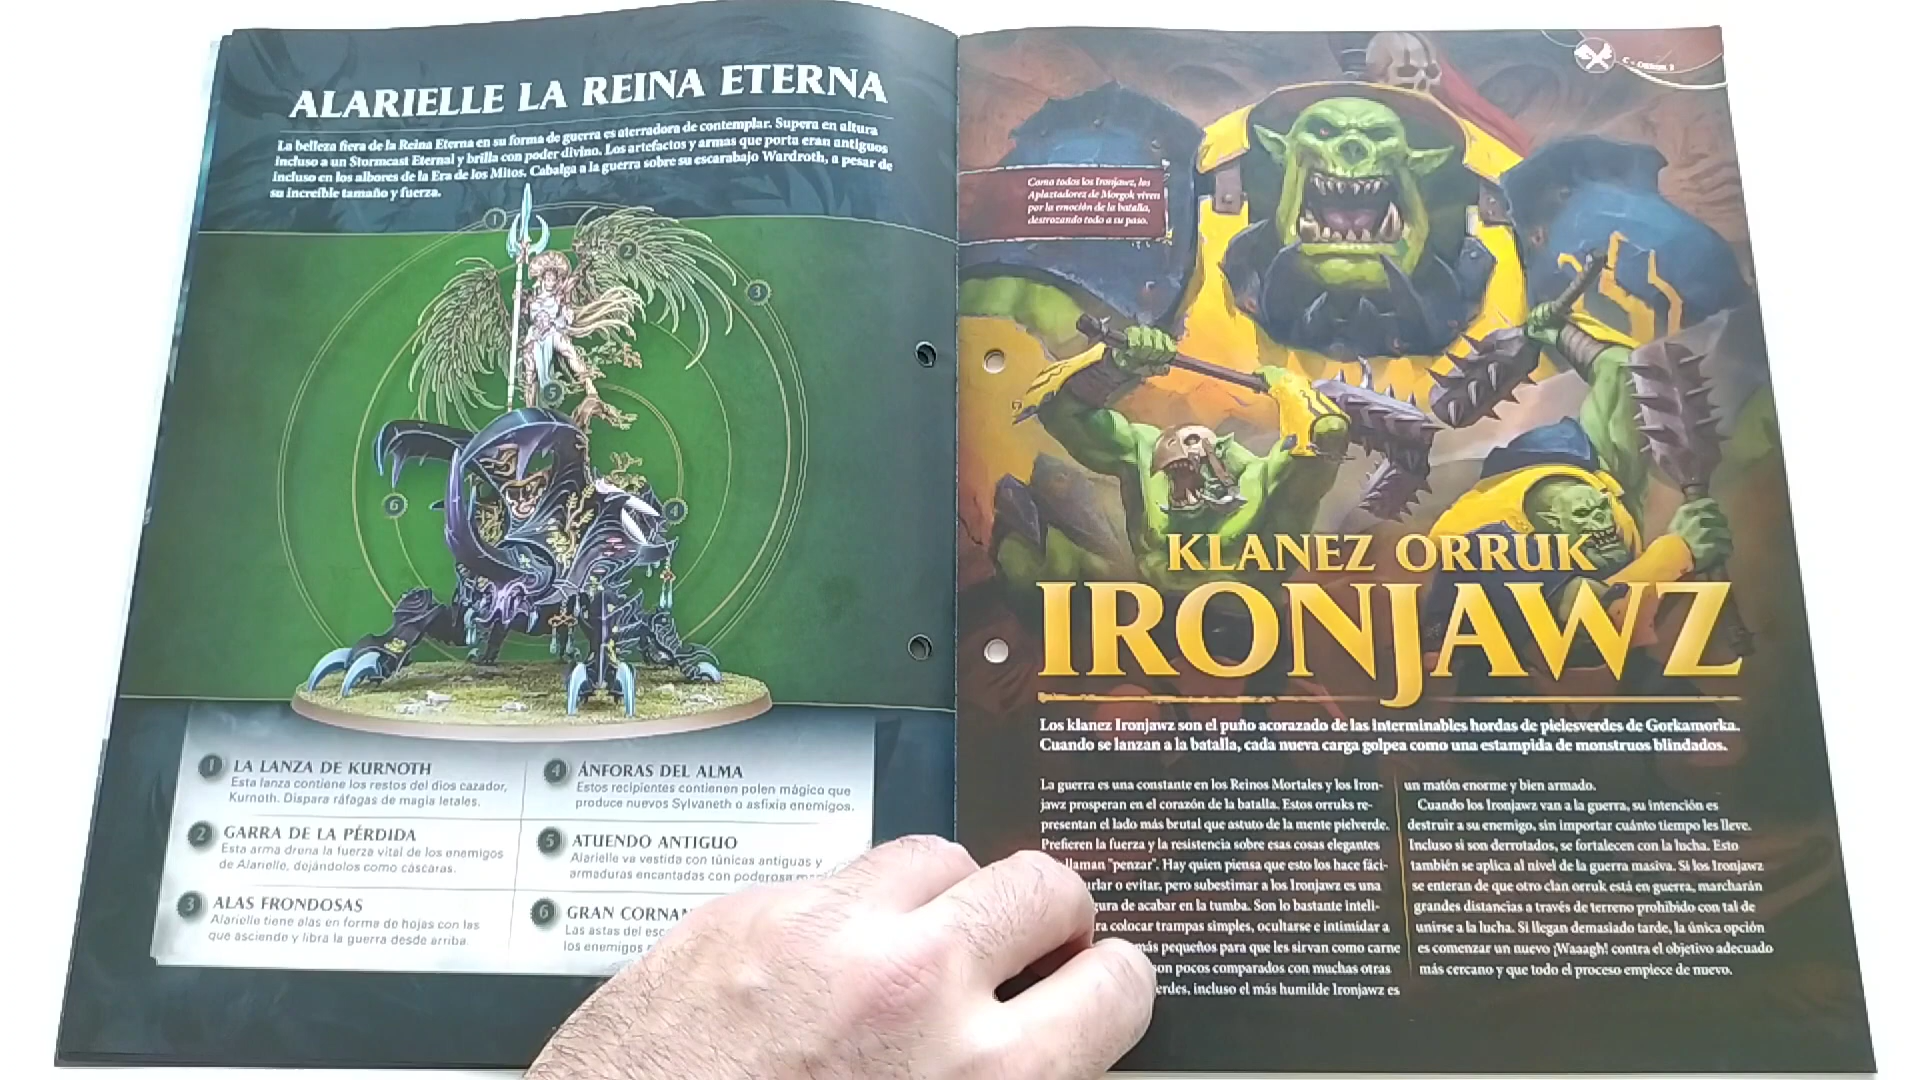 ALARIELLE LA REINA ETERNA
La belleza fiera de la Reina Eterna en su forma de guerra es aterradora de contemplar. Supera en altura
incluso a un Stormcast Eternal y brilla con poder divino. Los artefactos y armas que porta eran antiguos
incluso en los albores de la Era de los Mitos. Cabalga a la guerra sobre su escarabajo Wardroth, a pesar de
su increíble tamaño y fuerza.
1
2
3
5
6
4
1 LA LANZA DE KURNOTH
Esta lanza contiene los restos del dios cazador,
Kurnoth. Dispara ráfagas de magia letales.
2 GARRA DE LA PÉRDIDA
Esta arma drena la fuerza vital de los enemigos
de Alarielle, dejándolos como cáscaras.
3 ALAS FRONDOSAS
Alarielle tiene alas en forma de hojas con las
que asciende y libra la guerra desde arriba.
4 ÁNFORAS DEL ALMA
Estos recipientes contienen polen mágico que
produce nuevos Sylvaneth o asfixia enemigos.
5 ATUENDO ANTIGUO
Alarielle va vestida con túnicas antiguas y
armaduras encantadas con poderosa
6 GRAN
Las astas del
los enemigos
Como todos los Ironjawz, los
Aplastadores de Morgok viven
por la emoción de la batalla,
destrozando todo a su paso.
KLANEZ ORRUK
IRONJAWZ
Los klanez Ironjawz son el puño acorazado de las interminables hordas de pielesverdes de Gorkamorka.
Cuando se lanzan a la batalla, cada nueva carga golpea como una estampida de monstruos blindados.
La guerra es una constante en los Reinos Mortales y los Iron-
jawz prosperan en el corazón de la batalla. Estos orruks re-
presentan el lado más brutal que astuto de la mente pielverde.
Prefieren la fuerza y la resistencia sobre esas cosas elegantes
llaman "penzar". Hay quien piensa que esto los hace fáci-
o evitar, pero subestimar a los Ironjawz es una
de acabar en la tumba. Son lo bastante inteli-
colocar trampas simples, ocultarse e intimidar a
más pequeños para que les sirvan como carne
son pocos comparados con muchas otras
incluso el más humilde Ironjawz es
un matón enorme y bien armado.
Cuando los Ironjawz van a la guerra, su intención es
destruir a su enemigo, sin importar cuánto tiempo les lleve.
Incluso si son derrotados, se fortalecen con la lucha. Esto
también se aplica al nivel de la guerra masiva. Si los Ironjawz
se enteran de que otro clan orruk está en guerra, marcharán
grandes distancias a través de terreno prohibido con tal de
unirse a la lucha. Si llegan demasiado tarde, la única opción
es comenzar un nuevo ¡Waaagh! contra el objetivo adecuado
más cercano y que todo el proceso empiece de nuevo.